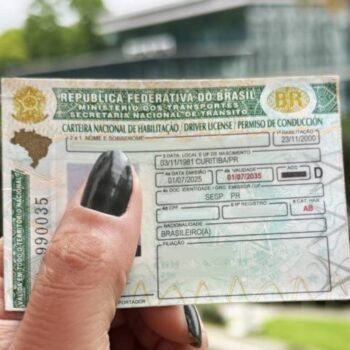 REPÚBLICA FEDERATIVA DO BRASIL
MINISTÉRIO DOS TRANSPORTES
SECRETARIA NACIONAL DE TRÂNSITO
BR
CARTEIRA NACIONAL DE HABILITAÇÃO / DRIVER LICENSE / PERMISO DE CONDUCCIÓN
2 e 1 NOME E SOBRENOME
1ª HABILITAÇÃO
23/11/2000
3 DATA, LOCAL E UF DE NASCIMENTO
03/11/1981 CURITIBA/PR
4a DATA EMISSÃO
01/07/2025
4b VALIDADE
01/07/2035
ACC
D
4c DOC IDENTIDADE / ORG. EMISSOR / UF
SESP PR
4d CPF
5 Nº REGISTRO
9 CAT HAB
AB
NACIONALIDADE
BRASILEIRO(A)
FILIAÇÃO
PORTADOR
VÁLIDA EM TODO O TERRITÓRIO NACIONAL
990035